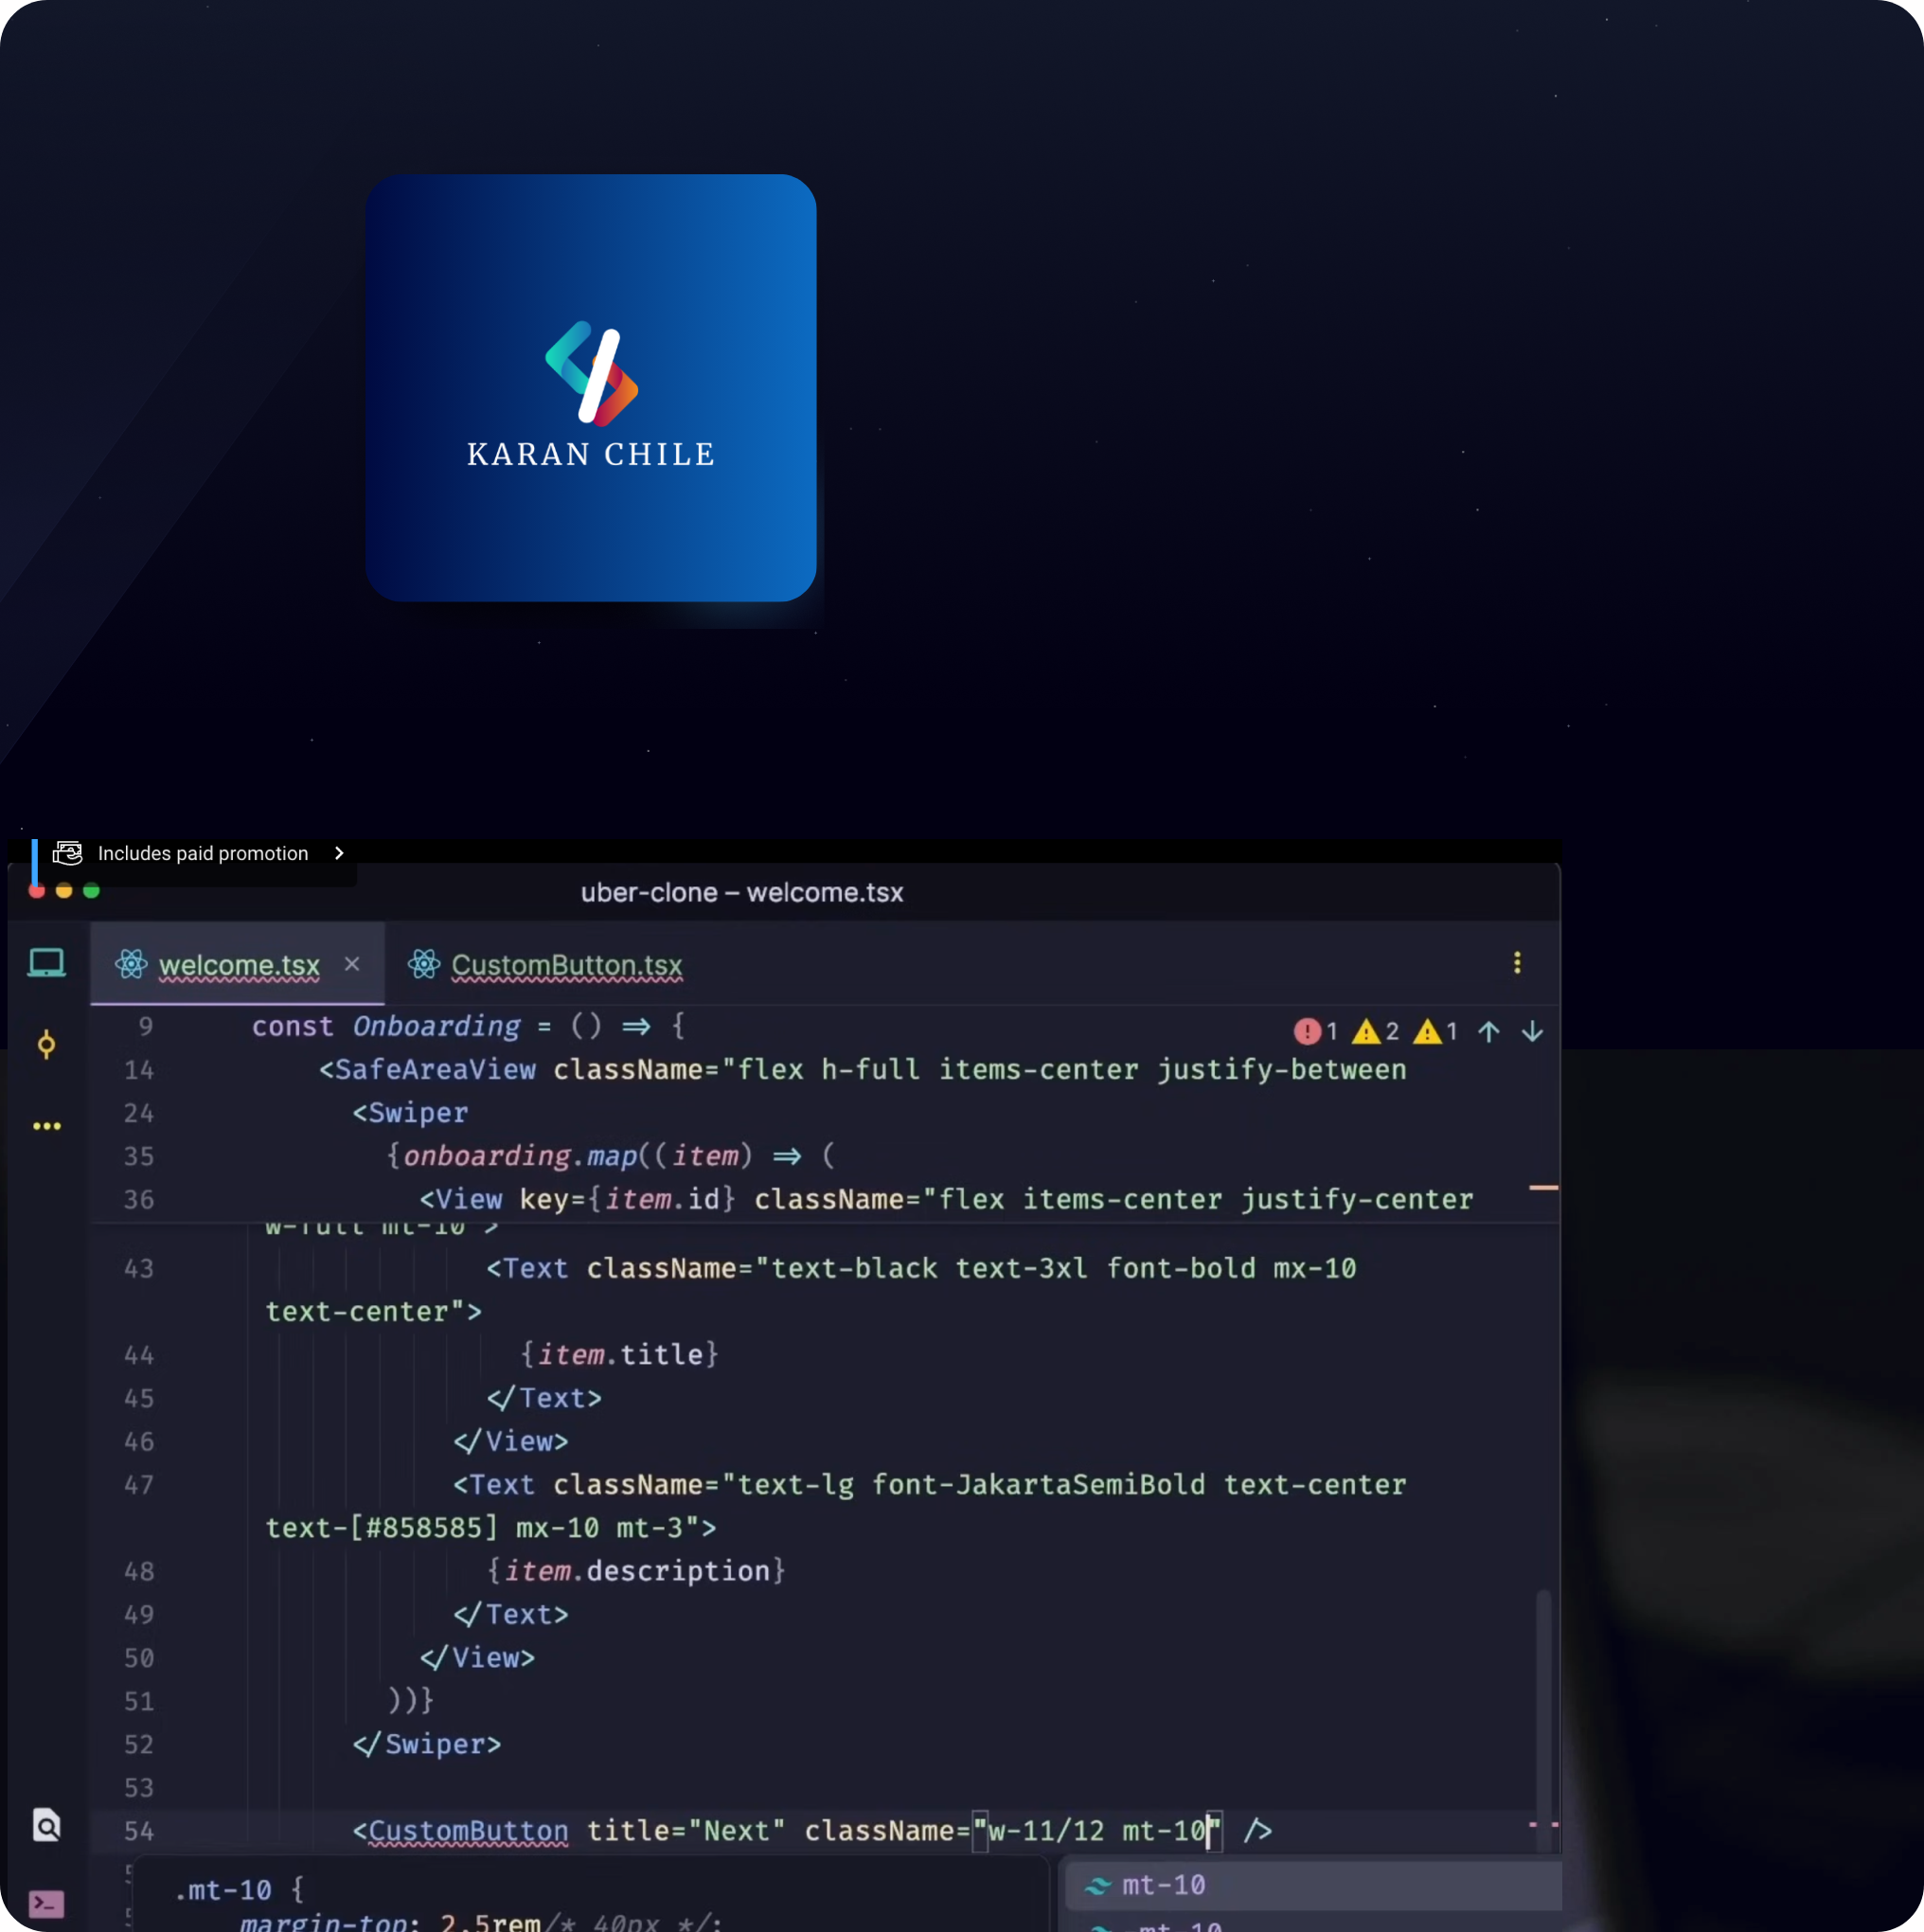 KARAN CHILE
Includes paid promotion
uber-clone – welcome.tsx
welcome.tsx
CustomButton.tsx
1 2 1
9 const Onboarding = () => {
14 <SafeAreaView className="flex h-full items-center justify-between
24 <Swiper
35 {onboarding.map((item) => (
36 <View key={item.id} className="flex items-center justify-center
w-full mt-10">
43 <Text className="text-black text-3xl font-bold mx-10
text-center">
44 {item.title}
45 </Text>
46 </View>
47 <Text className="text-lg font-JakartaSemiBold text-center
text-[#858585] mx-10 mt-3">
48 {item.description}
49 </Text>
50 </View>
51 ))}
52 </Swiper>
53
54 <CustomButton title="Next" className="w-11/12 mt-10" />
.mt-10 {
margin-top: 2.5rem/* 40px */;
mt-10
-mt-10